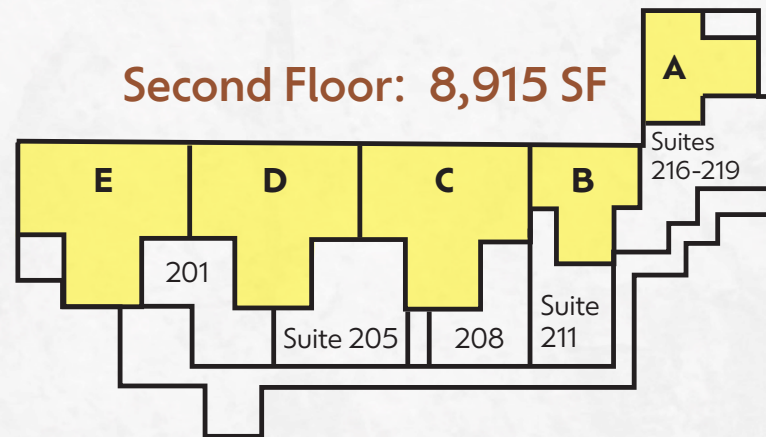 Second Floor: 8,915 SF
A
Suites
216-219
E
D
C
B
201
Suite 205
208
Suite
211